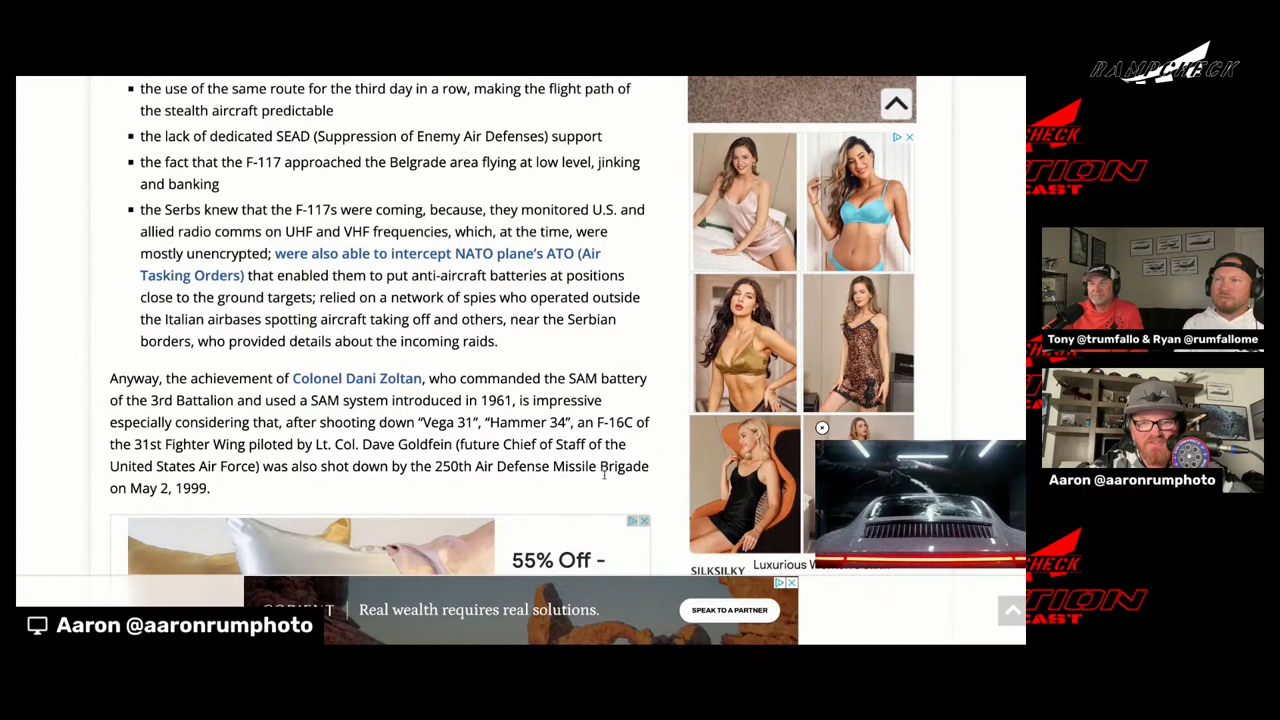 RAMPCHECK
the use of the same route for the third day in a row, making the flight path of
the stealth aircraft predictable
the lack of dedicated SEAD (Suppression of Enemy Air Defenses) support
the fact that the F-117 approached the Belgrade area flying at low level, jinking
and banking
the Serbs knew that the F-117s were coming, because, they monitored U.S. and
allied radio comms on UHF and VHF frequencies, which, at the time, were
mostly unencrypted; were also able to intercept NATO plane's ATO (Air
Tasking Orders) that enabled them to put anti-aircraft batteries at positions
close to the ground targets; relied on a network of spies who operated outside
the Italian airbases spotting aircraft taking off and others, near the Serbian
borders, who provided details about the incoming raids.
Anyway, the achievement of Colonel Dani Zoltan, who commanded the SAM battery
of the 3rd Battalion and used a SAM system introduced in 1961, is impressive
especially considering that, after shooting down “Vega 31”, “Hammer 34”, an F-16C of
the 31st Fighter Wing piloted by Lt. Col. Dave Goldfein (future Chief of Staff of the
United States Air Force) was also shot down by the 250th Air Defense Missile Brigade
on May 2, 1999.
55% Off -
SILKSILKY
Luxurious
Real wealth requires real solutions.
SPEAK TO A PARTNER
Aaron @aaronrumphoto
CHECK
TION
CAST
Tony @trumfallo & Ryan @rumfallome
Aaron @aaronrumphoto
CHECK
TION
CAST